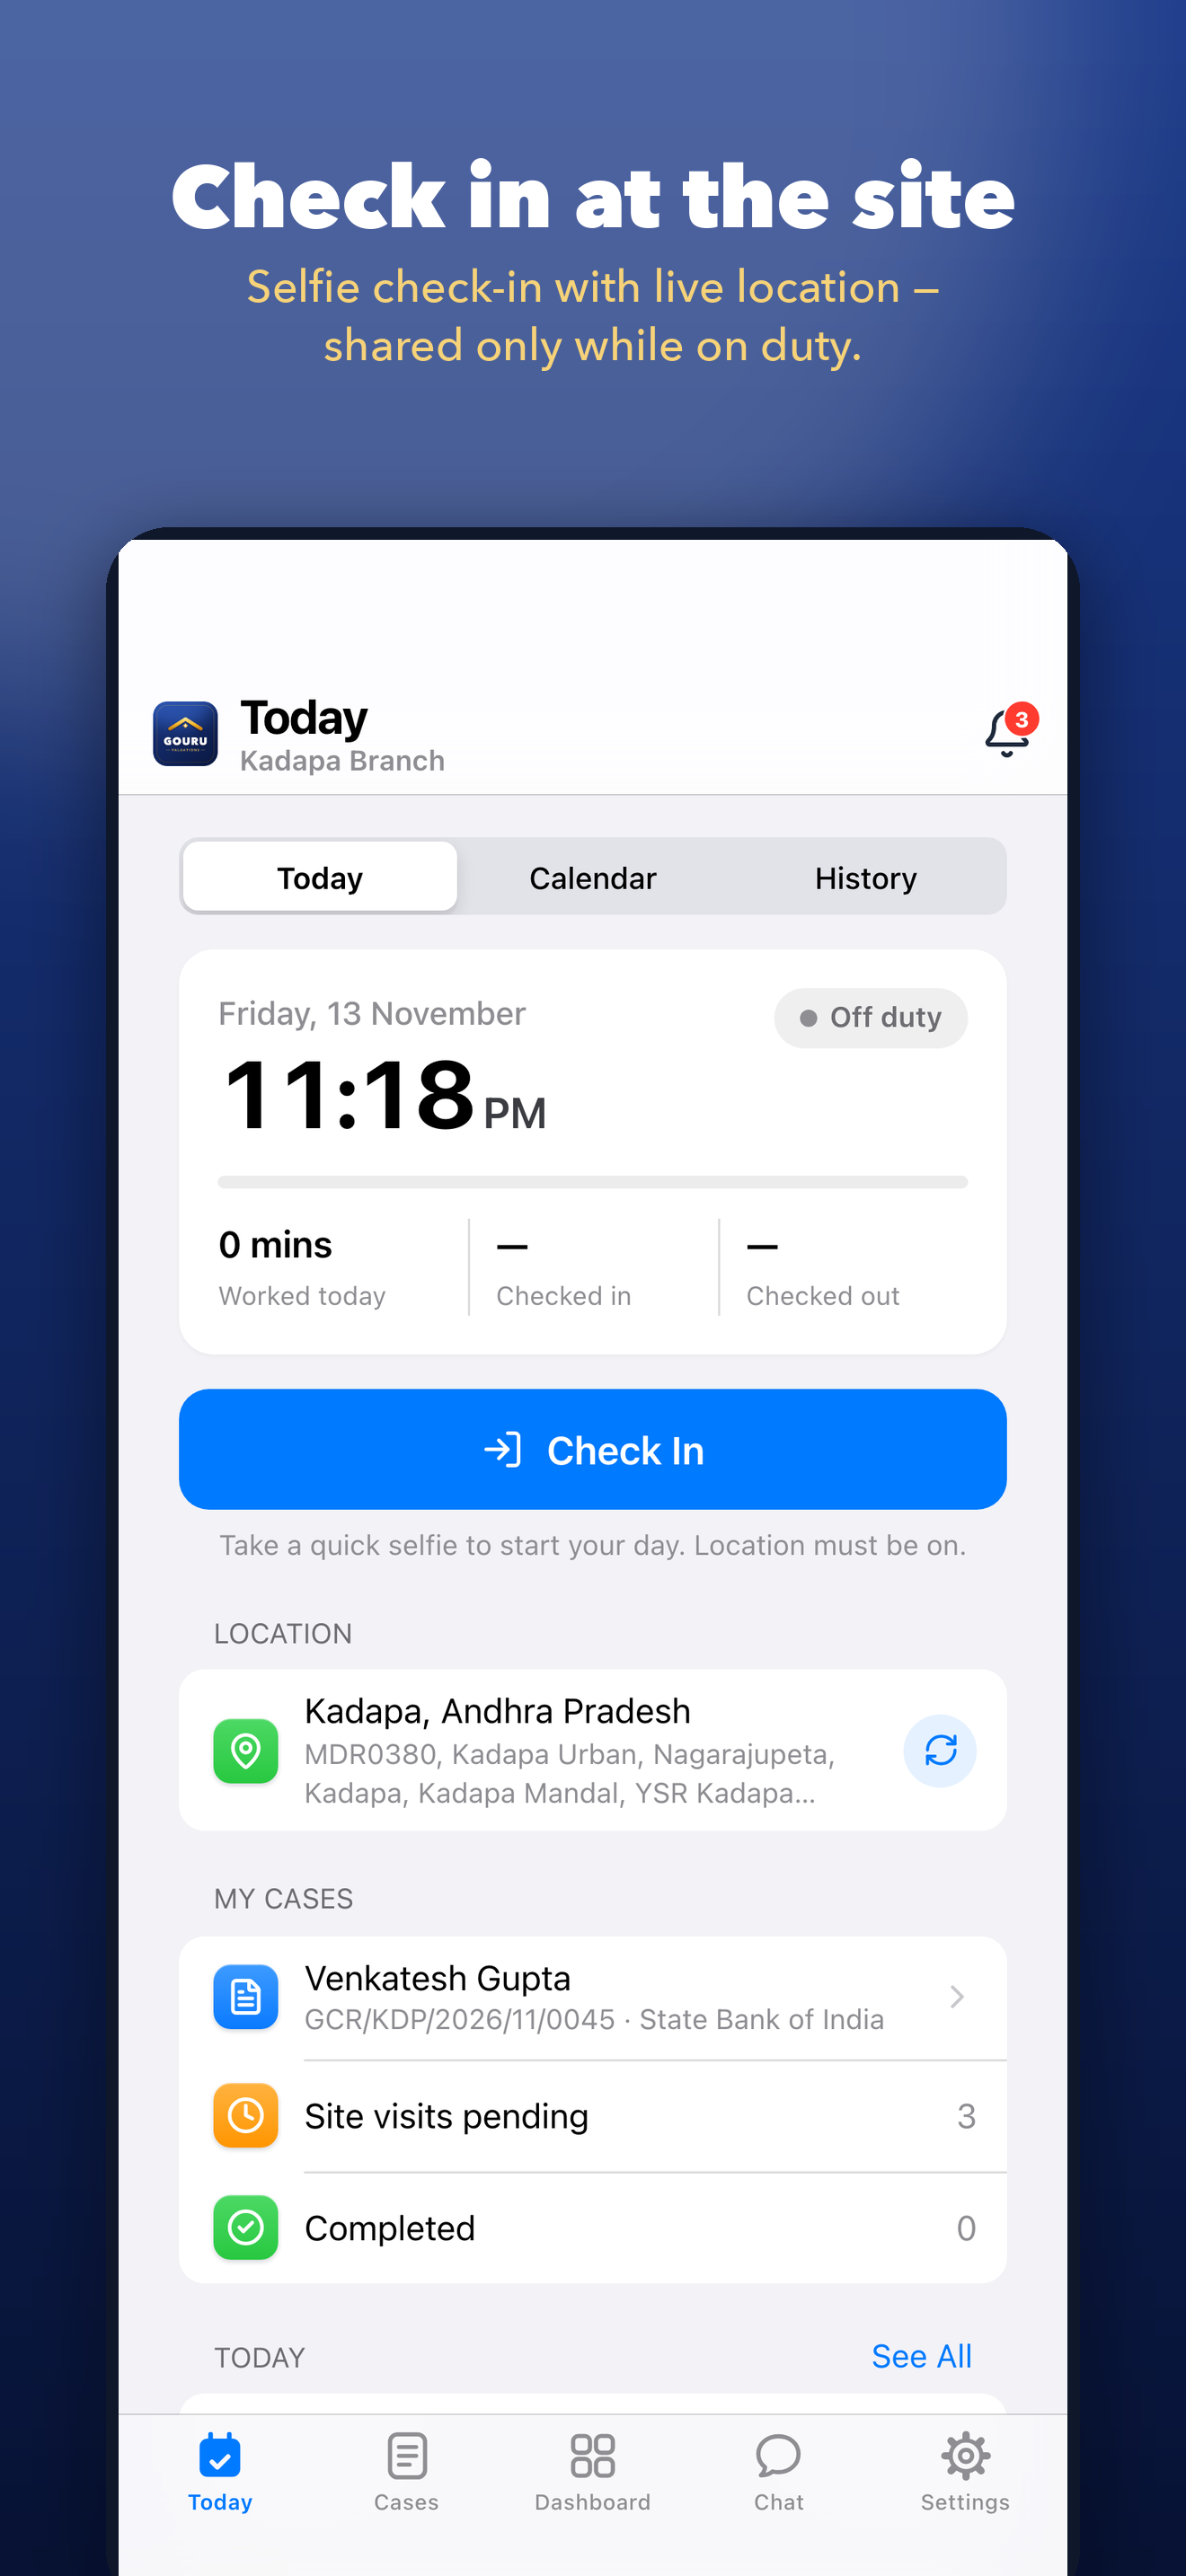 Check in at the site
Selfie check-in with live location –
shared only while on duty.
GOURU
VALUATIONS
Today
Kadapa Branch
3
Today
Calendar
History
Friday, 13 November
Off duty
11:18 PM
0 mins
Worked today
—
Checked in
—
Checked out
Check In
Take a quick selfie to start your day. Location must be on.
LOCATION
Kadapa, Andhra Pradesh
MDR0380, Kadapa Urban, Nagarajupeta,
Kadapa, Kadapa Mandal, YSR Kadapa...
MY CASES
Venkatesh Gupta
GCR/KDP/2026/11/0045 · State Bank of India
Site visits pending
3
Completed
0
TODAY
See All
Today
Cases
Dashboard
Chat
Settings